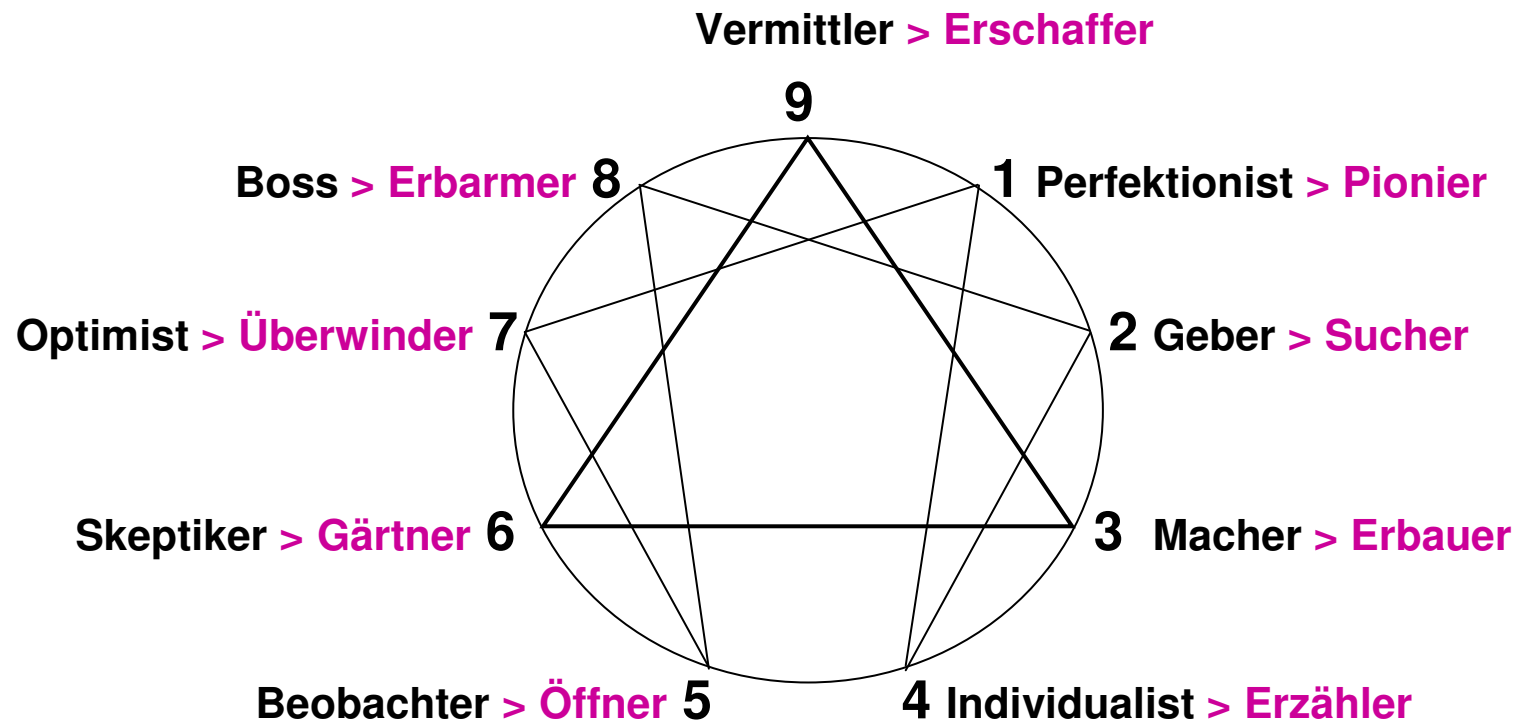 Vermittler > Erschaffer
9
Boss > Erbarmer 8
1 Perfektionist > Pionier
Optimist > Überwinder 7
2 Geber > Sucher
Skeptiker > Gärtner 6
3 Macher > Erbauer
Beobachter > Öffner 5
4 Individualist > Erzähler